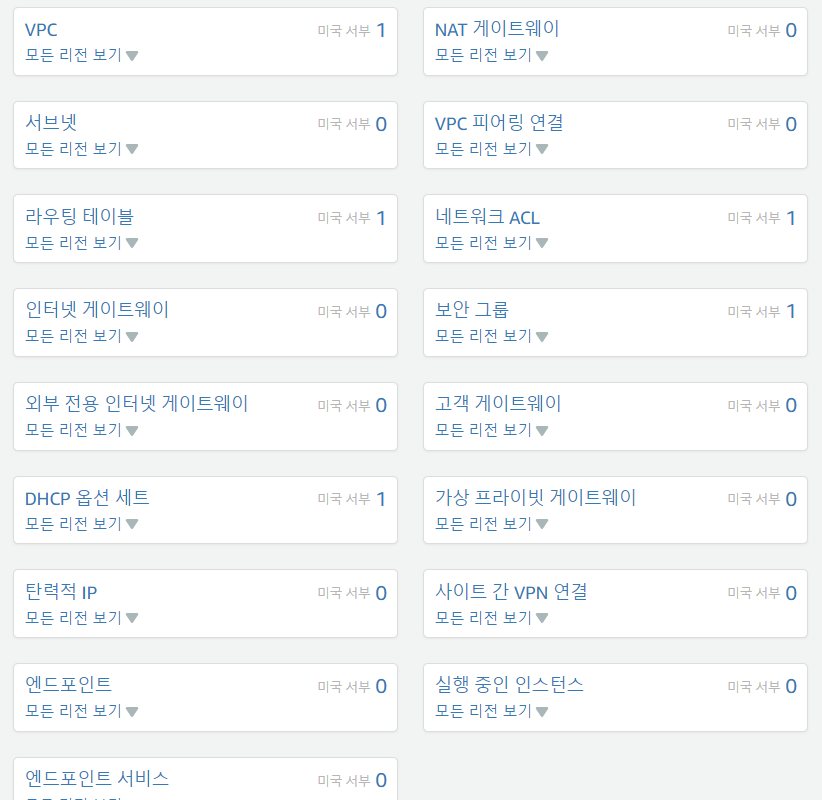 VPC 미국 서부 1
모든 리전 보기
NAT 게이트웨이 미국 서부 0
모든 리전 보기
서브넷 미국 서부 0
모든 리전 보기
VPC 피어링 연결 미국 서부 0
모든 리전 보기
라우팅 테이블 미국 서부 1
모든 리전 보기
네트워크 ACL 미국 서부 1
모든 리전 보기
인터넷 게이트웨이 미국 서부 0
모든 리전 보기
보안 그룹 미국 서부 1
모든 리전 보기
외부 전용 인터넷 게이트웨이 미국 서부 0
모든 리전 보기
고객 게이트웨이 미국 서부 0
모든 리전 보기
DHCP 옵션 세트 미국 서부 1
모든 리전 보기
가상 프라이빗 게이트웨이 미국 서부 0
모든 리전 보기
탄력적 IP 미국 서부 0
모든 리전 보기
사이트 간 VPN 연결 미국 서부 0
모든 리전 보기
엔드포인트 미국 서부 0
모든 리전 보기
실행 중인 인스턴스 미국 서부 0
모든 리전 보기
엔드포인트 서비스 미국 서부 0